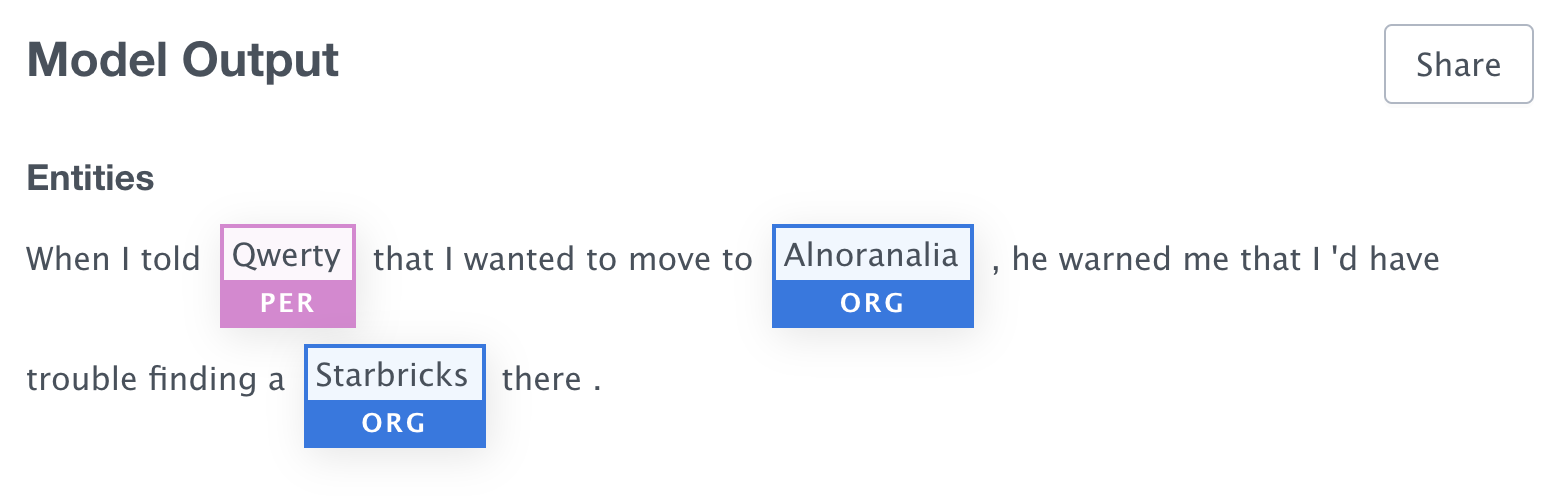 Model Output
Share
Entities
When I told Qwerty that I wanted to move to Alnoranalia , he warned me that I 'd have
PER ORG
trouble finding a Starbricks there .
ORG